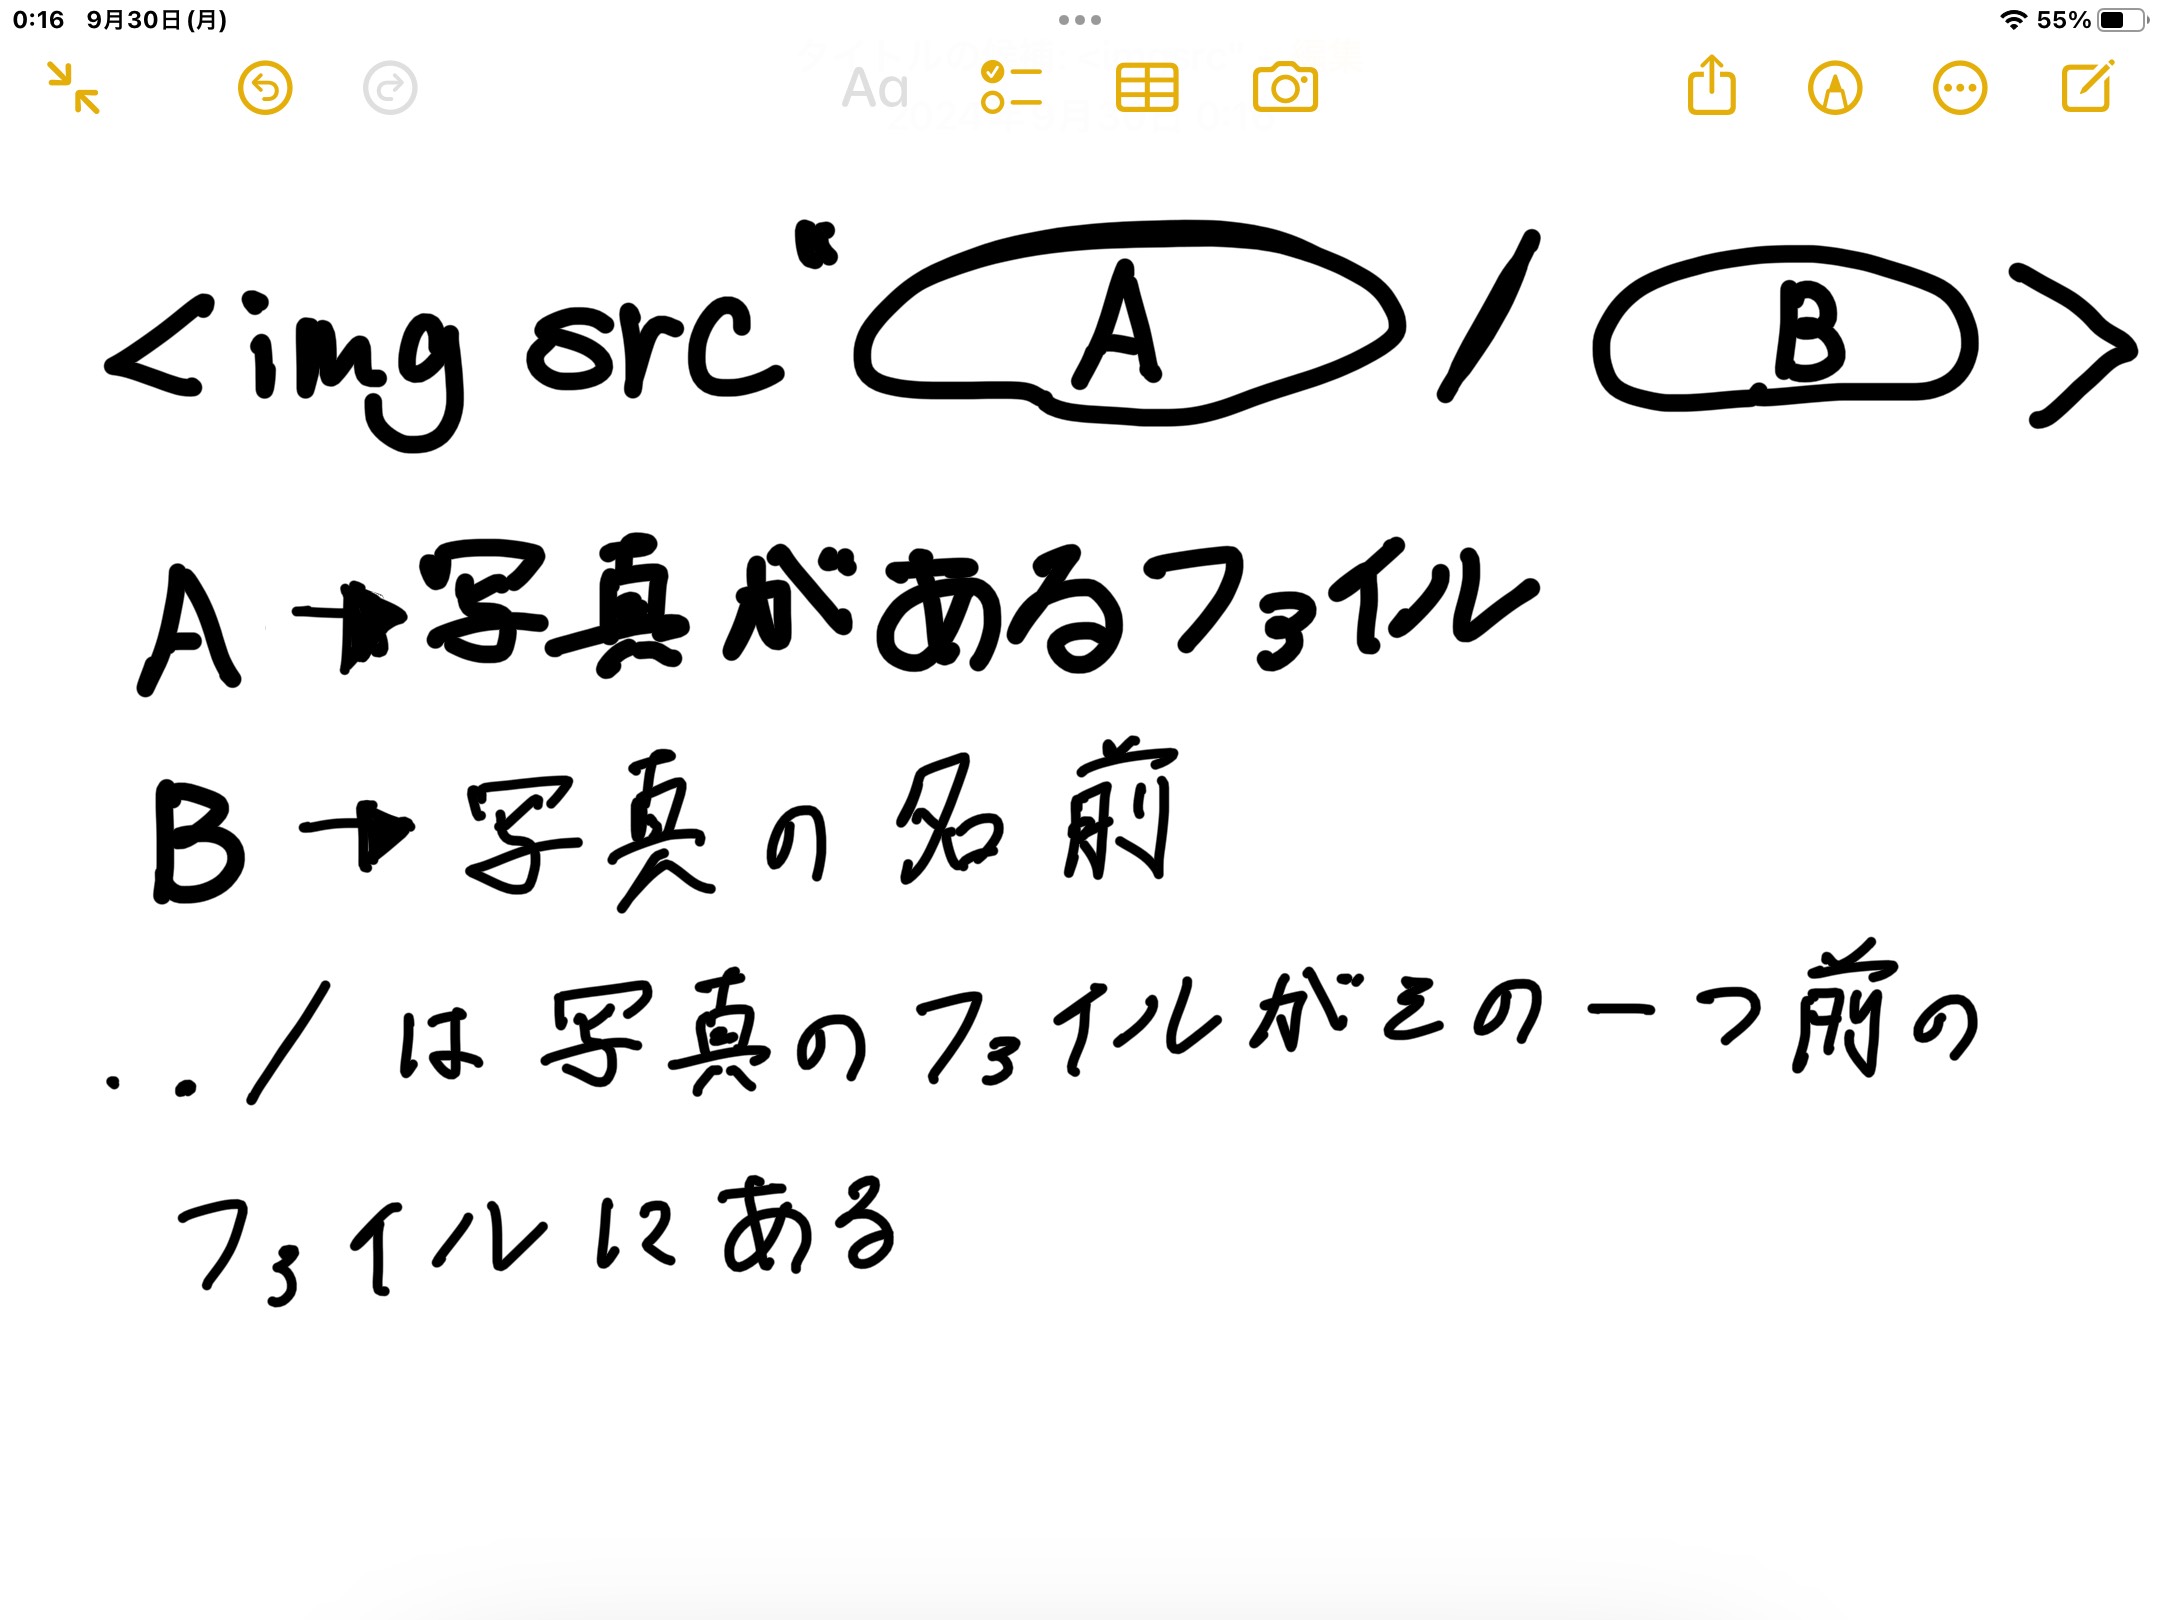 0:16 9月30日(月) 55%
Aa
<img src" A / B >
A→写真があるファイル
B→写真の名前
../は写真のファイルがその一つ前の
ファイルにある